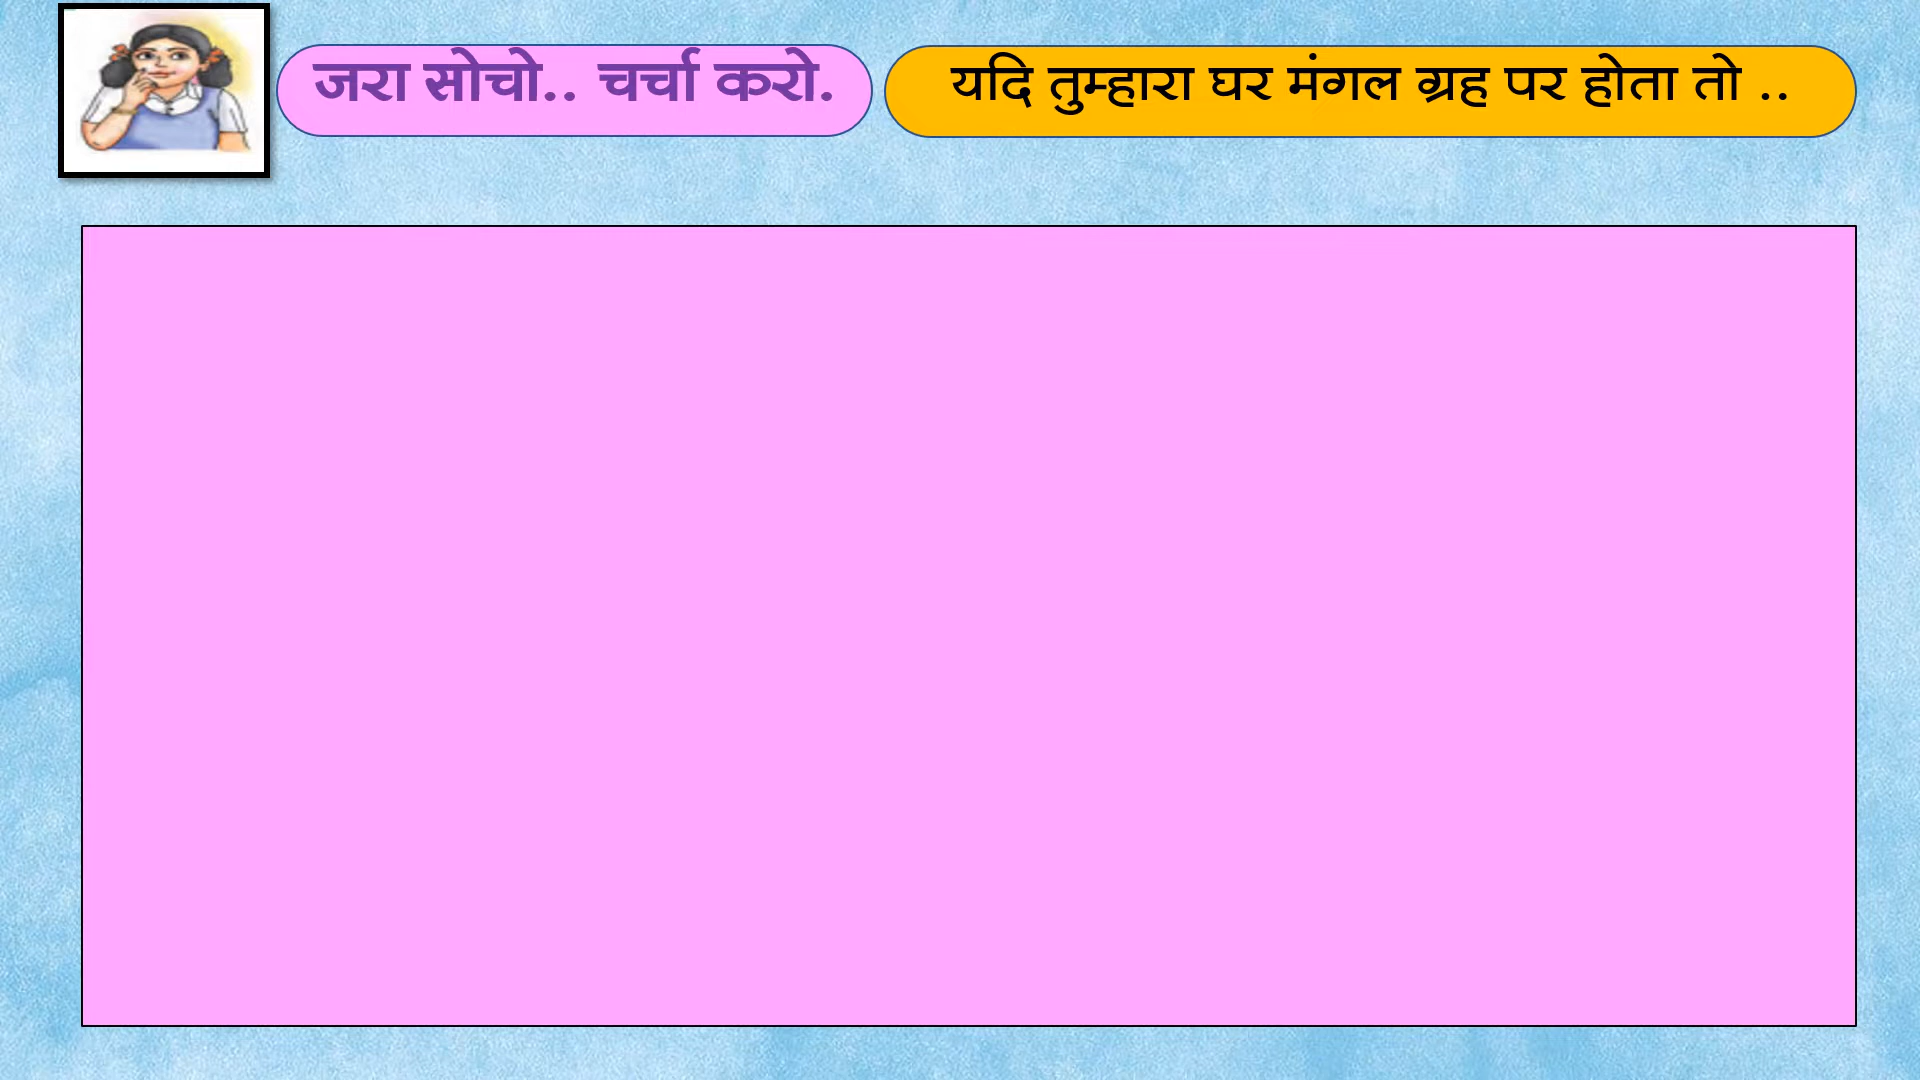 जरा सोचो.. चर्चा करो.
यदि तुम्हारा घर मंगल ग्रह पर होता तो ..